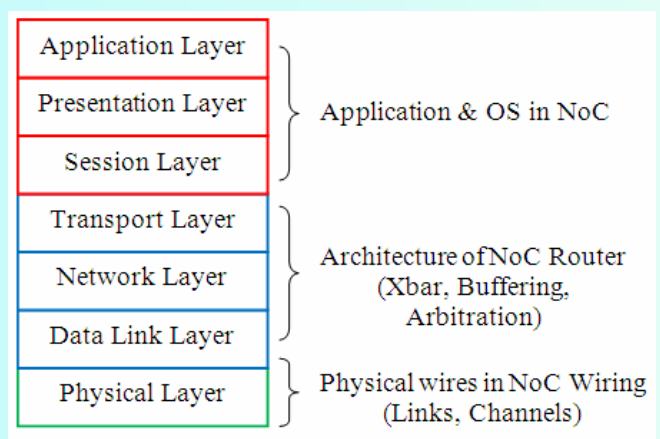 Application Layer
Presentation Layer
Session Layer
Transport Layer
Network Layer
Data Link Layer
Physical Layer
Application & OS in NoC
Architecture of NoC Router
(Xbar, Buffering,
Arbitration)
Physical wires in NoC Wiring
(Links, Channels)